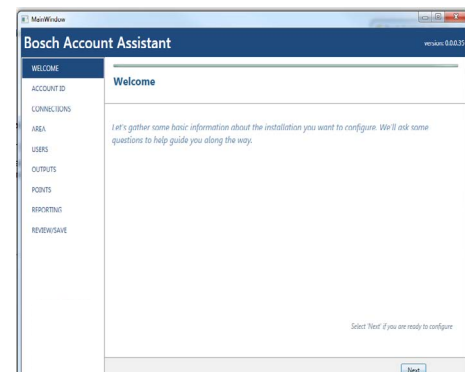 MainWindow
Bosch Account Assistant
version: 0.0.0.35
WELCOME
ACCOUNT ID
CONNECTIONS
AREA
USERS
OUTPUTS
POINTS
REPORTING
REVIEW/SAVE
Welcome
Let's gather some basic information about the installation you want to configure. We'll ask some
questions to help guide you along the way.
Select 'Next' if you are ready to configure
Next